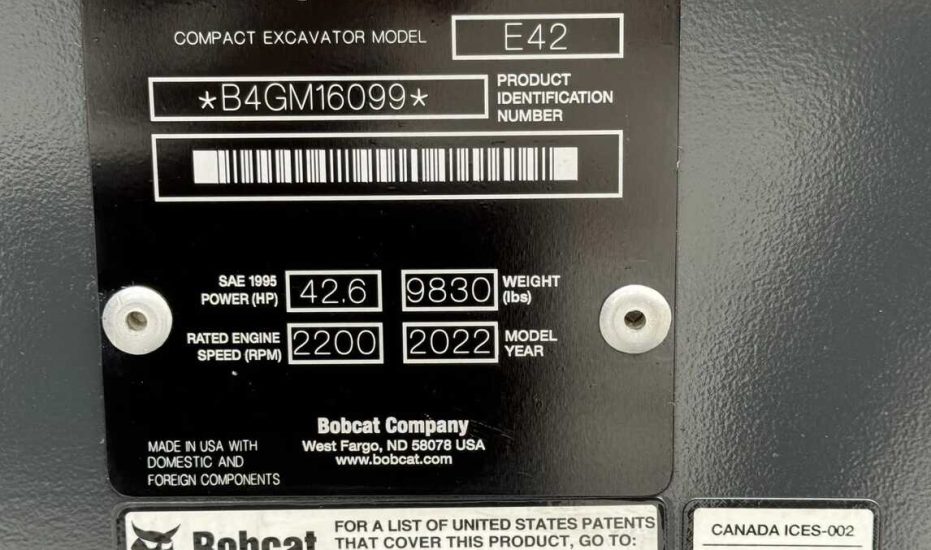 COMPACT EXCAVATOR MODEL E42
*B4GM16099* PRODUCT
IDENTIFICATION
NUMBER
SAE 1995
POWER (HP) 42.6 9830 WEIGHT
(lbs)
RATED ENGINE
SPEED (RPM) 2200 2022 MODEL
YEAR
Bobcat Company
West Fargo, ND 58078 USA
www.bobcat.com
MADE IN USA WITH
DOMESTIC AND
FOREIGN COMPONENTS
Bobcat
FOR A LIST OF UNITED STATES PATENTS
THAT COVER THIS PRODUCT, GO TO:
CANADA ICES-002